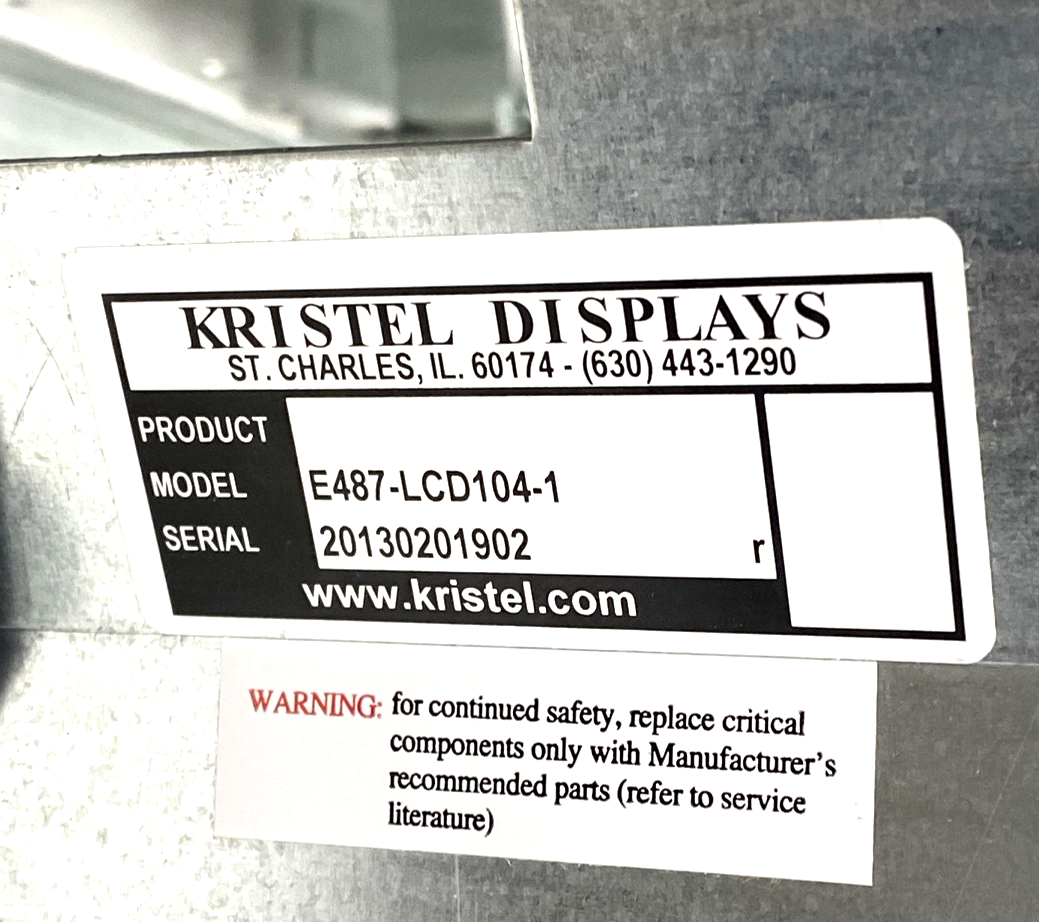 KRISTEL DISPLAYS
ST. CHARLES, IL. 60174 - (630) 443-1290
PRODUCT
MODEL E487-LCD104-1
SERIAL 20130201902 r
www.kristel.com
WARNING: for continued safety, replace critical
components only with Manufacturer's
recommended parts (refer to service
literature)